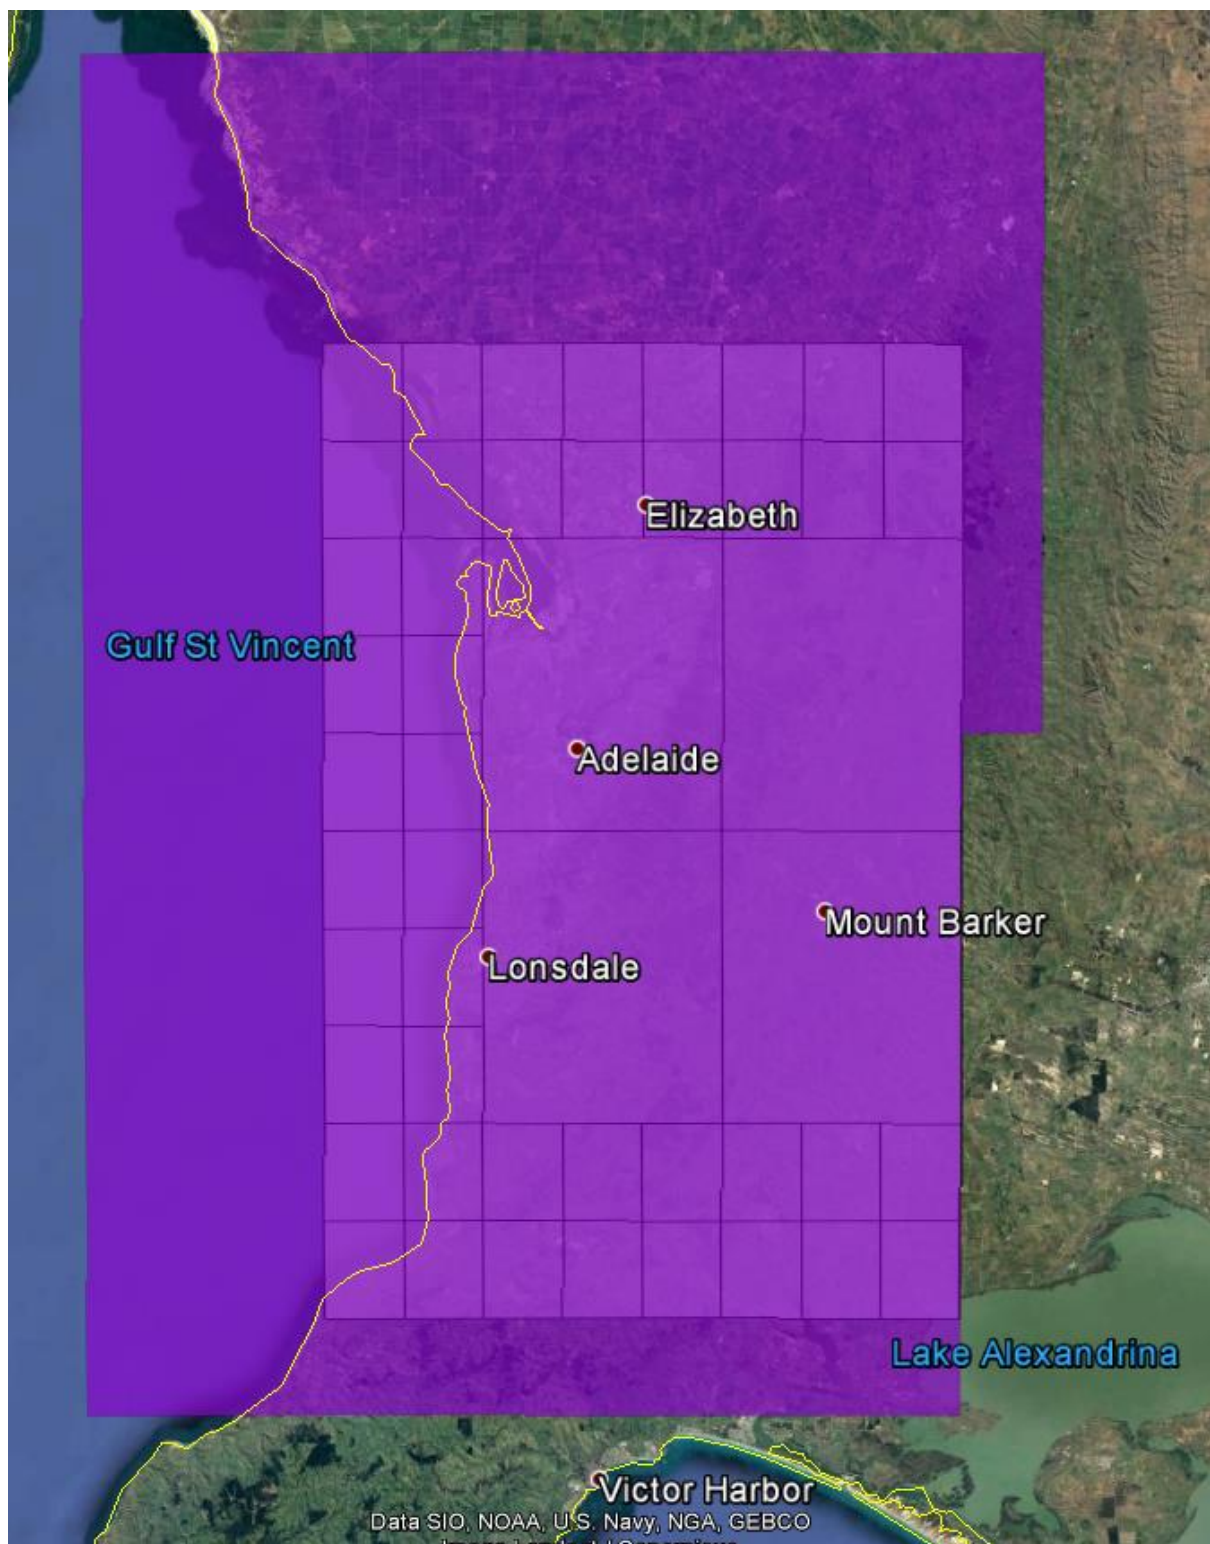 Elizabeth
Gulf St Vincent
Adelaide
Mount Barker
Lonsdale
Lake Alexandrina
Victor Harbor
Data SIO, NOAA, U.S. Navy, NGA, GEBCO